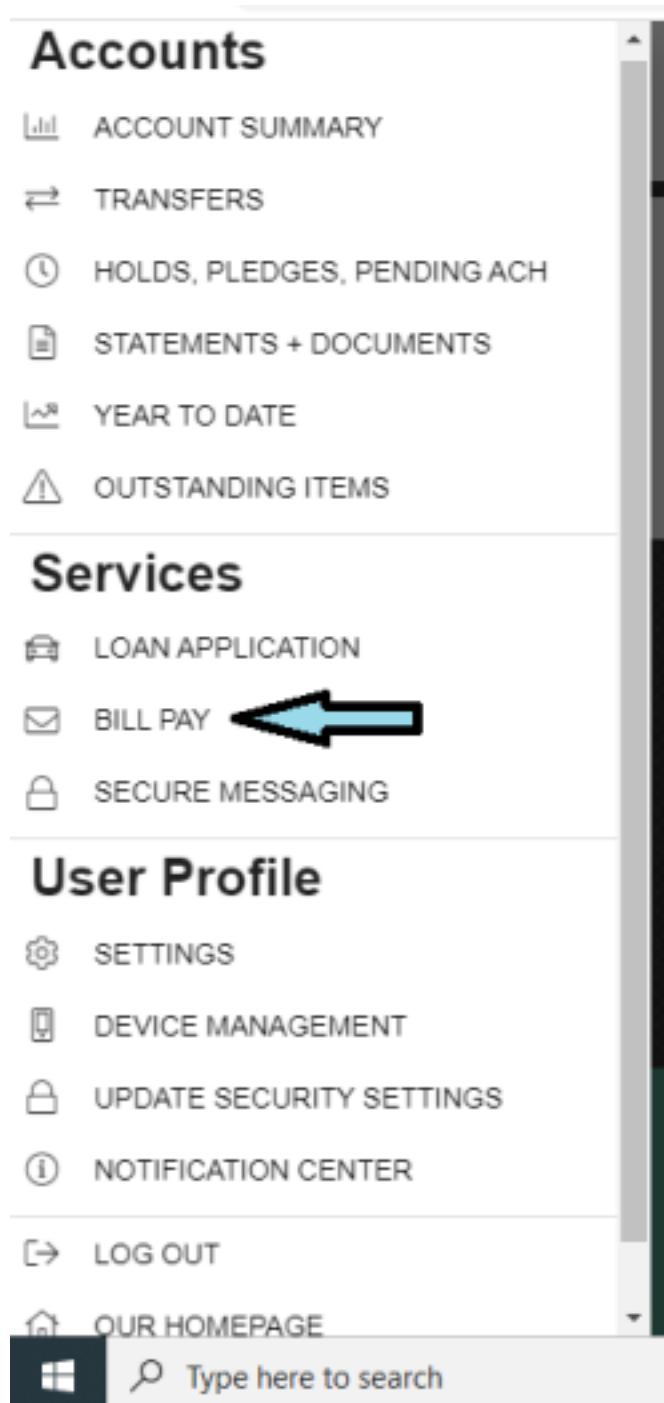 Accounts
ACCOUNT SUMMARY
TRANSFERS
HOLDS, PLEDGES, PENDING ACH
STATEMENTS + DOCUMENTS
YEAR TO DATE
OUTSTANDING ITEMS
Services
LOAN APPLICATION
BILL PAY
SECURE MESSAGING
User Profile
SETTINGS
DEVICE MANAGEMENT
UPDATE SECURITY SETTINGS
NOTIFICATION CENTER
LOG OUT
OUR HOMEPAGE
Type here to search